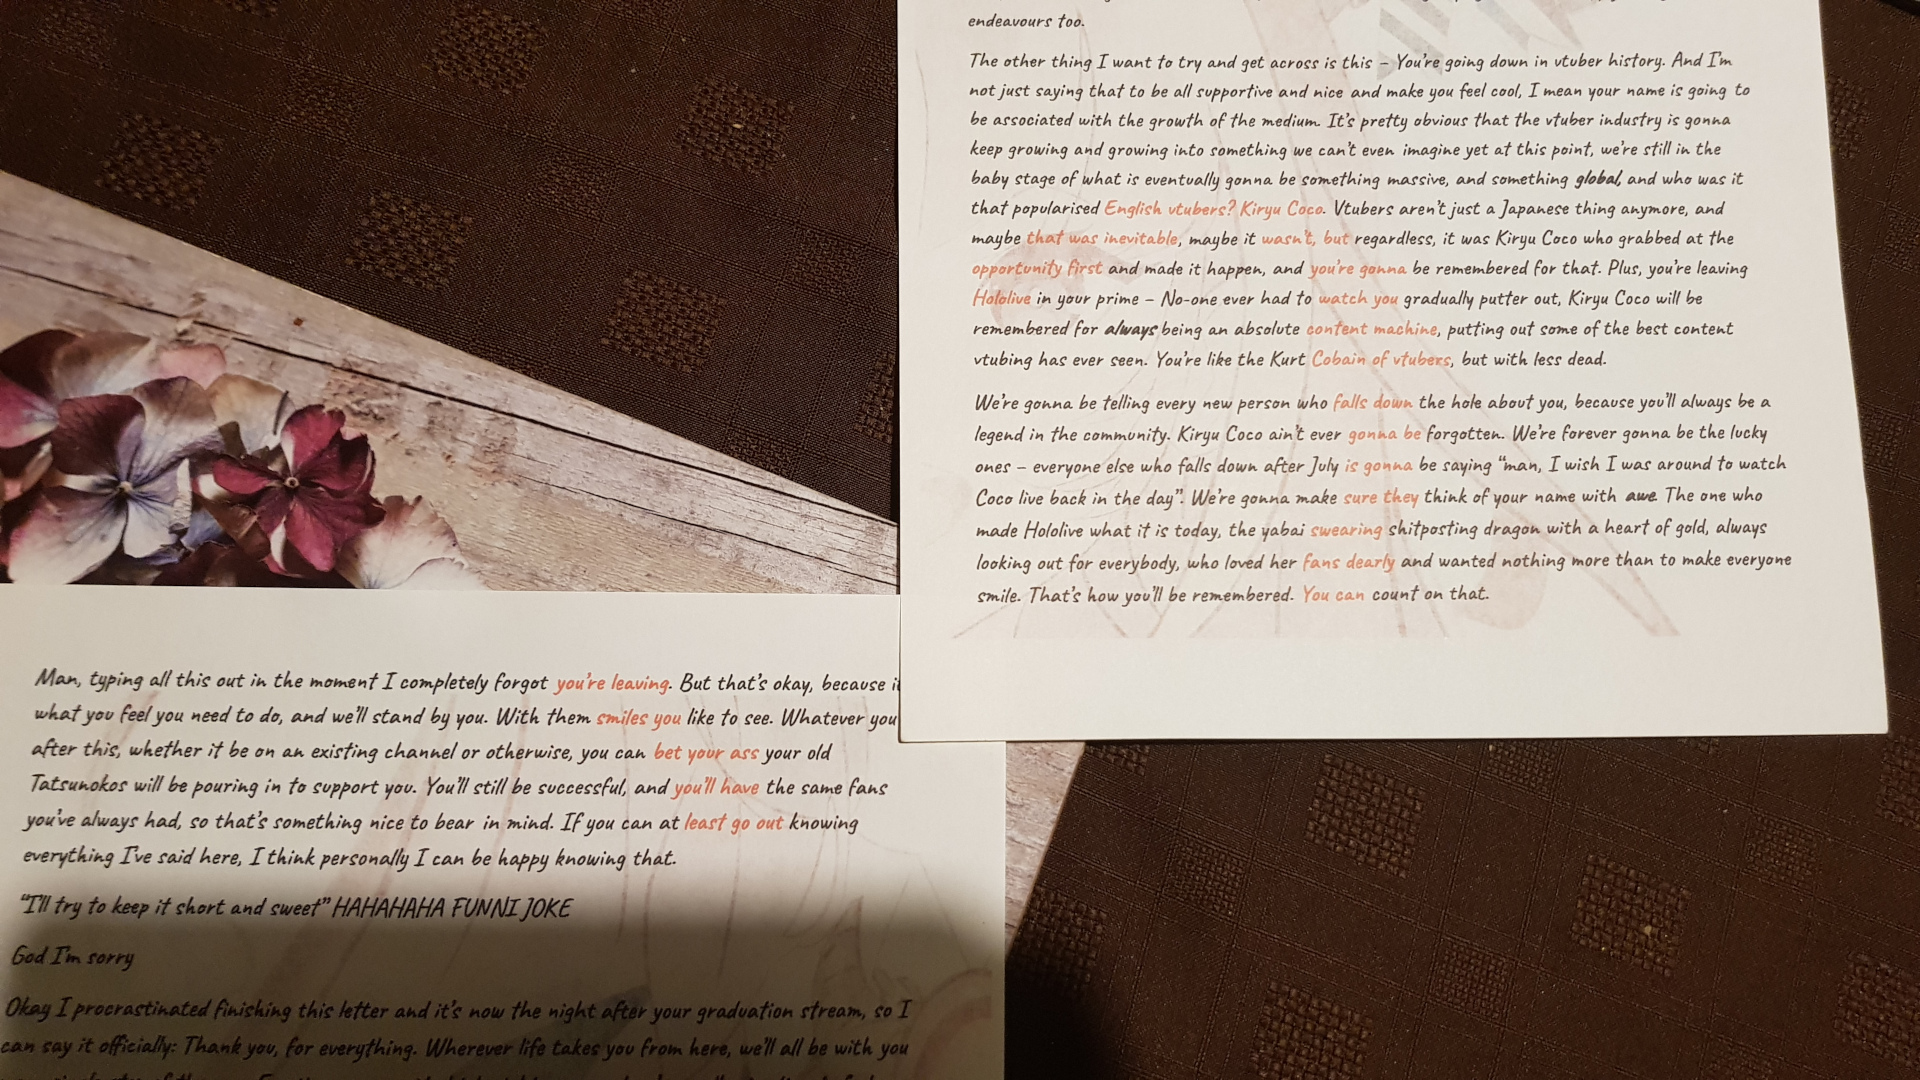 endeavours too.
The other thing I want to try and get across is this – You're going down in vtuber history. And I'm
not just saying that to be all supportive and nice and make you feel cool, I mean your name is going to
be associated with the growth of the medium. It's pretty obvious that the vtuber industry is gonna
keep growing and growing into something we can't even imagine yet at this point, we're still in the
baby stage of what is eventually gonna be something massive, and something global, and who was it
that popularised English vtubers? Kiryu Coco. Vtubers aren't just a Japanese thing anymore, and
maybe that was inevitable, maybe it wasn't, but regardless, it was Kiryu Coco who grabbed at the
opportunity first and made it happen, and you're gonna be remembered for that. Plus, you're leaving
Hololive in your prime – No-one ever had to watch you gradually putter out, Kiryu Coco will be
remembered for always being an absolute content machine, putting out some of the best content
vtubing has ever seen. You're like the Kurt Cobain of vtubers, but with less dead.
We're gonna be telling every new person who falls down the hole about you, because you'll always be a
legend in the community. Kiryu Coco ain't ever gonna be forgotten. We're forever gonna be the lucky
ones – everyone else who falls down after July is gonna be saying "man, I wish I was around to watch
Coco live back in the day". We're gonna make sure they think of your name with awe. The one who
made Hololive what it is today, the yabai swearing shitposting dragon with a heart of gold, always
looking out for everybody, who loved her fans dearly and wanted nothing more than to make everyone
smile. That's how you'll be remembered. You can count on that.
Man, typing all this out in the moment I completely forgot you're leaving. But that's okay, because
what you feel you need to do, and we'll stand by you. With them smiles you like to see. Whatever you
after this, whether it be on an existing channel or otherwise, you can bet your ass your old
Tatsunokos will be pouring in to support you. You'll still be successful, and you'll have the same fans
you've always had, so that's something nice to bear in mind. If you can at least go out knowing
everything I've said here, I think personally I can be happy knowing that.
"I'll try to keep it short and sweet" HAHAHAHA FUNNI JOKE
God I'm sorry
Okay I procrastinated finishing this letter and it's now the night after your graduation stream, so I
can say it officially: Thank you, for everything. Wherever life takes you from here, we'll all be with you